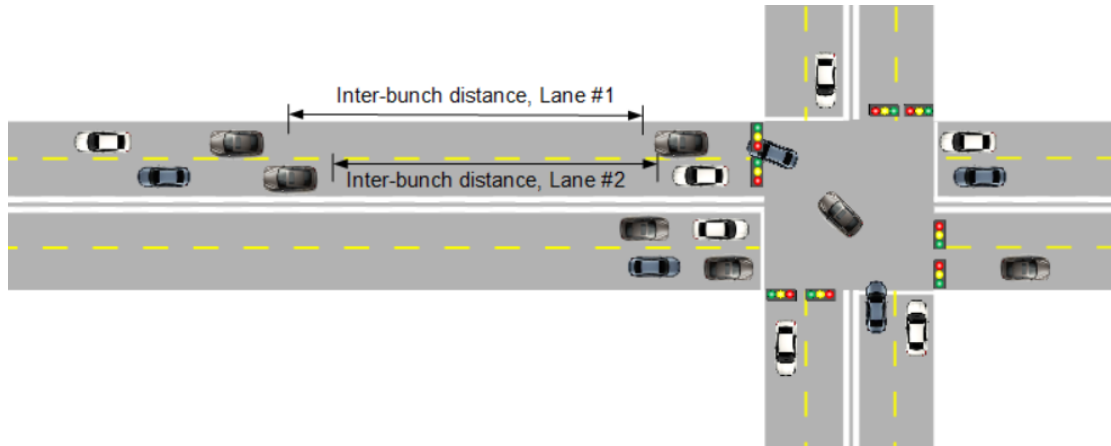 Inter-bunch distance, Lane #1
Inter-bunch distance, Lane #2